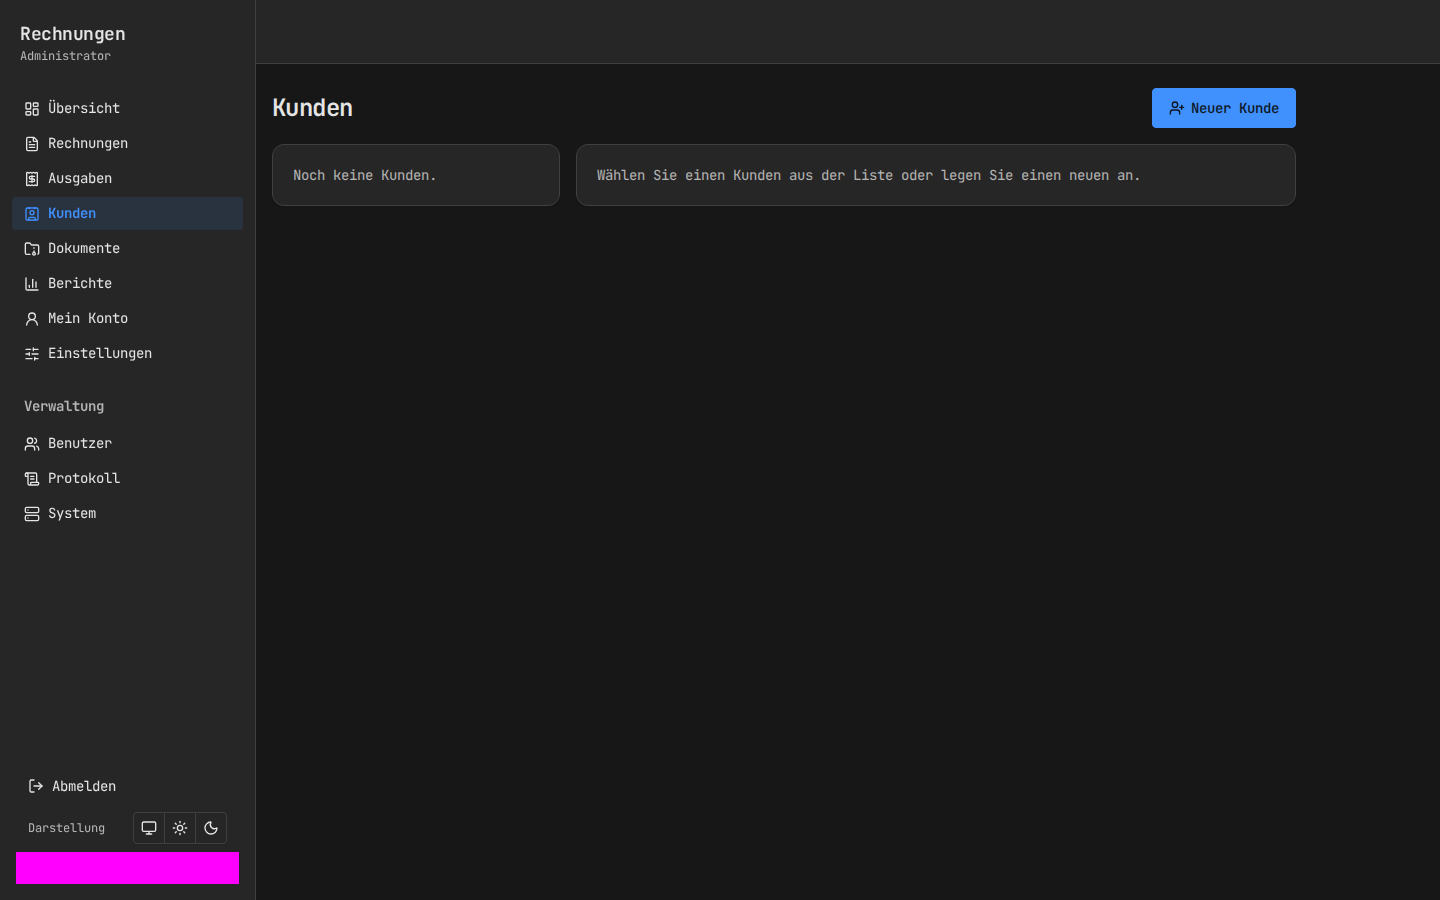 Rechnungen
Administrator
Übersicht
Rechnungen
Ausgaben
Kunden
Dokumente
Berichte
Mein Konto
Einstellungen
Verwaltung
Benutzer
Protokoll
System
Abmelden
Darstellung
Kunden
Neuer Kunde
Noch keine Kunden.
Wählen Sie einen Kunden aus der Liste oder legen Sie einen neuen an.